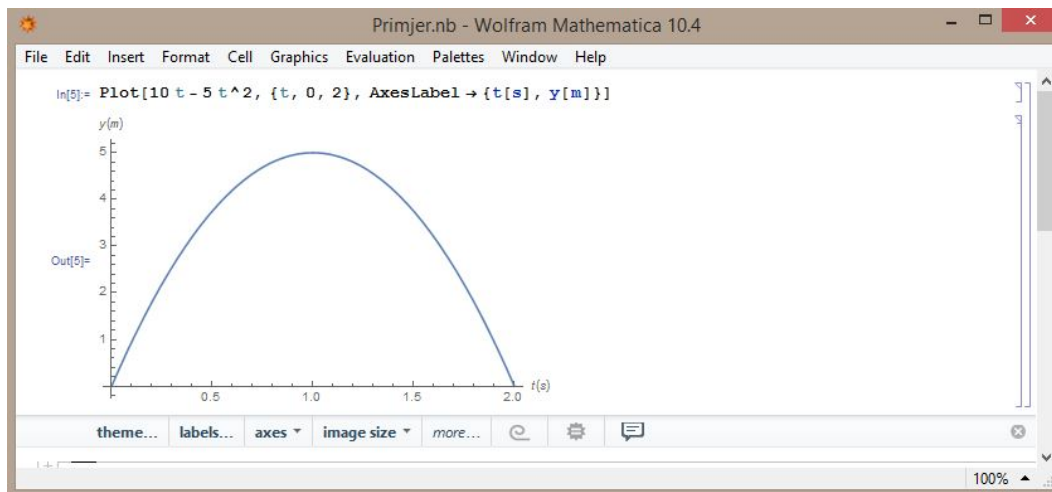 Primjer.nb - Wolfram Mathematica 10.4
File Edit Insert Format Cell Graphics Evaluation Palettes Window Help
In[5]:= Plot[10 t - 5 t^2, {t, 0, 2}, AxesLabel → {t[s], y[m]}]
y(m)
5
4
3
Out[5]=
2
1
t(s)
0.5 1.0 1.5 2.0
theme... labels... axes image size more...
100%